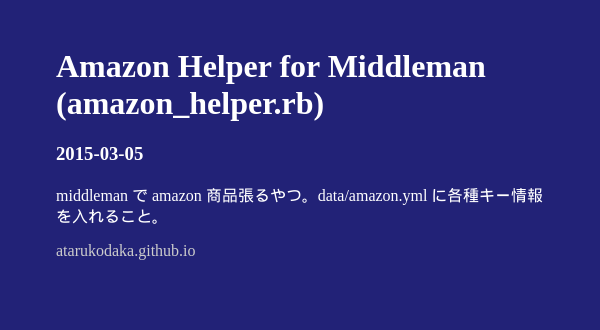 Amazon Helper for Middleman
(amazon_helper.rb)
2015-03-05
middleman で amazon 商品張るやつ。data/amazon.yml に各種キー情報
を入れること。
atarukodaka.github.io